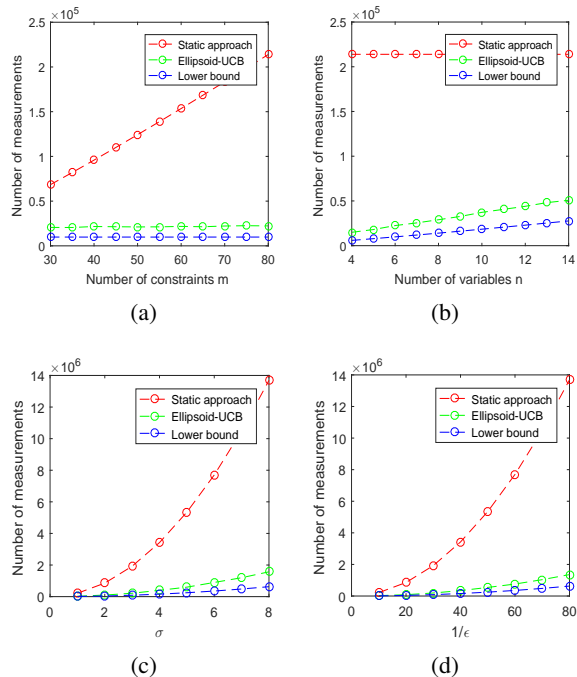 ×10^5
Number of measurements
2.5
2
1.5
1
0.5
0
Static approach
Ellipsoid-UCB
Lower bound
30 40 50 60 70 80
Number of constraints m
(a)
×10^5
Number of measurements
2.5
2
1.5
1
0.5
0
Static approach
Ellipsoid-UCB
Lower bound
4 6 8 10 12 14
Number of variables n
(b)
×10^6
Number of measurements
14
12
10
8
6
4
2
0
Static approach
Ellipsoid-UCB
Lower bound
0 2 4 6 8
σ
(c)
×10^6
Number of measurements
14
12
10
8
6
4
2
0
Static approach
Ellipsoid-UCB
Lower bound
0 20 40 60 80
1/ϵ
(d)